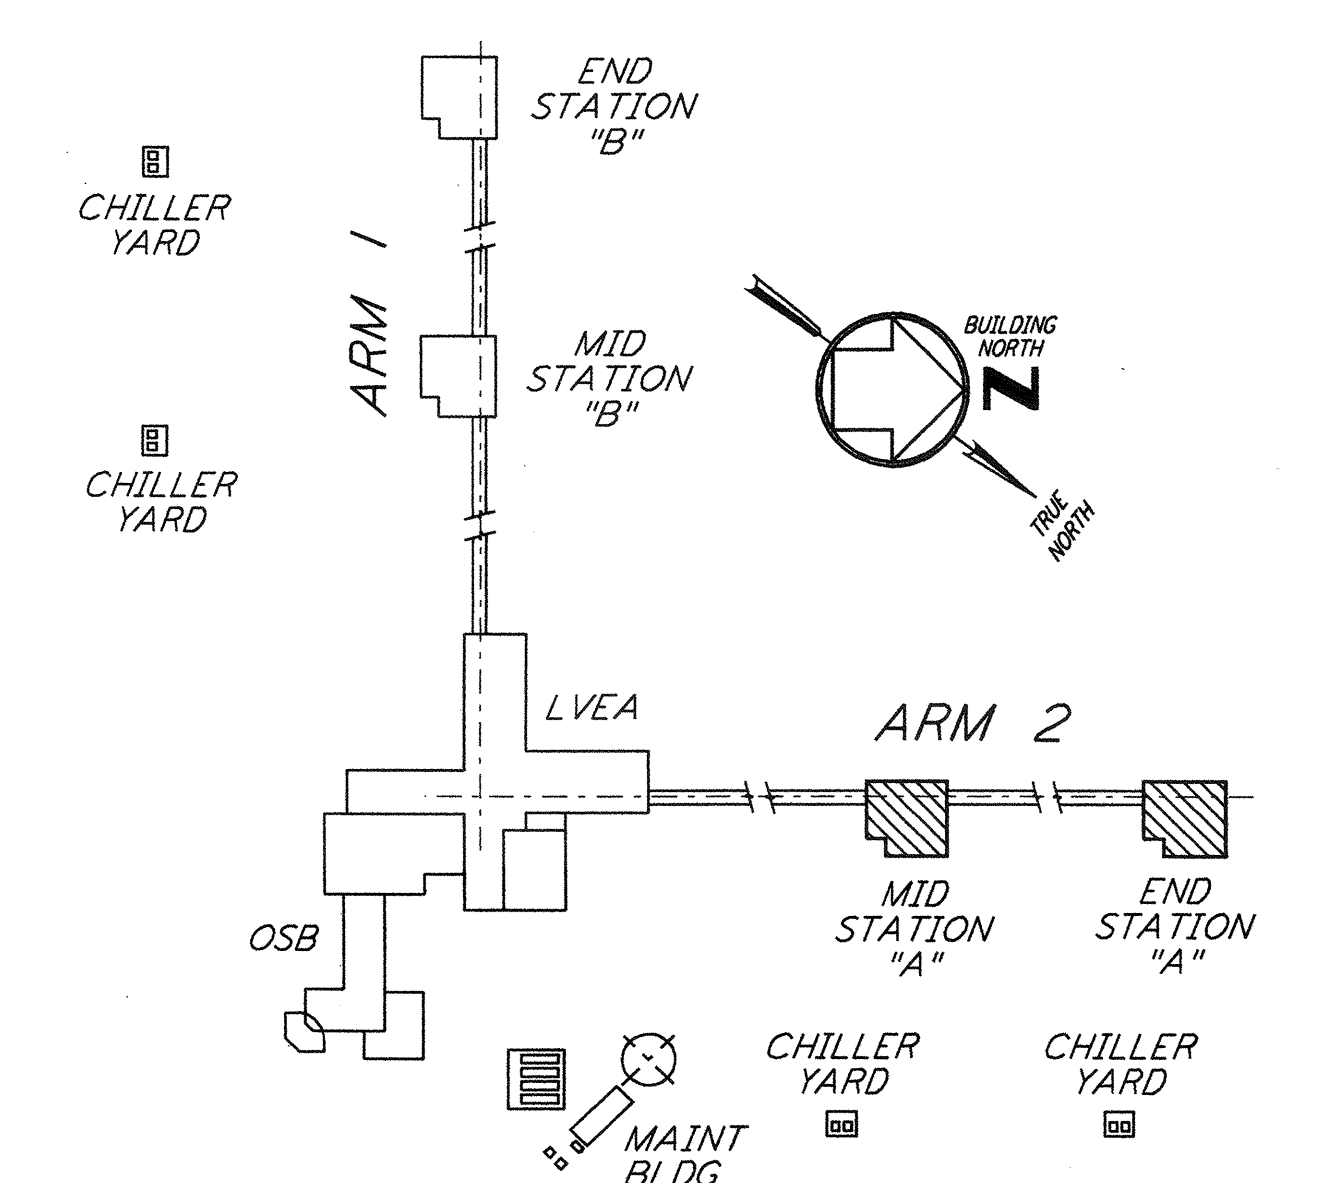 END
STATION
"B"
CHILLER
YARD
ARM 1
BUILDING
NORTH
N
MID
STATION
"B"
CHILLER
YARD
TRUE
NORTH
LVEA
ARM 2
MID
STATION
"A"
END
STATION
"A"
OSB
CHILLER
YARD
CHILLER
YARD
MAINT
BLDG